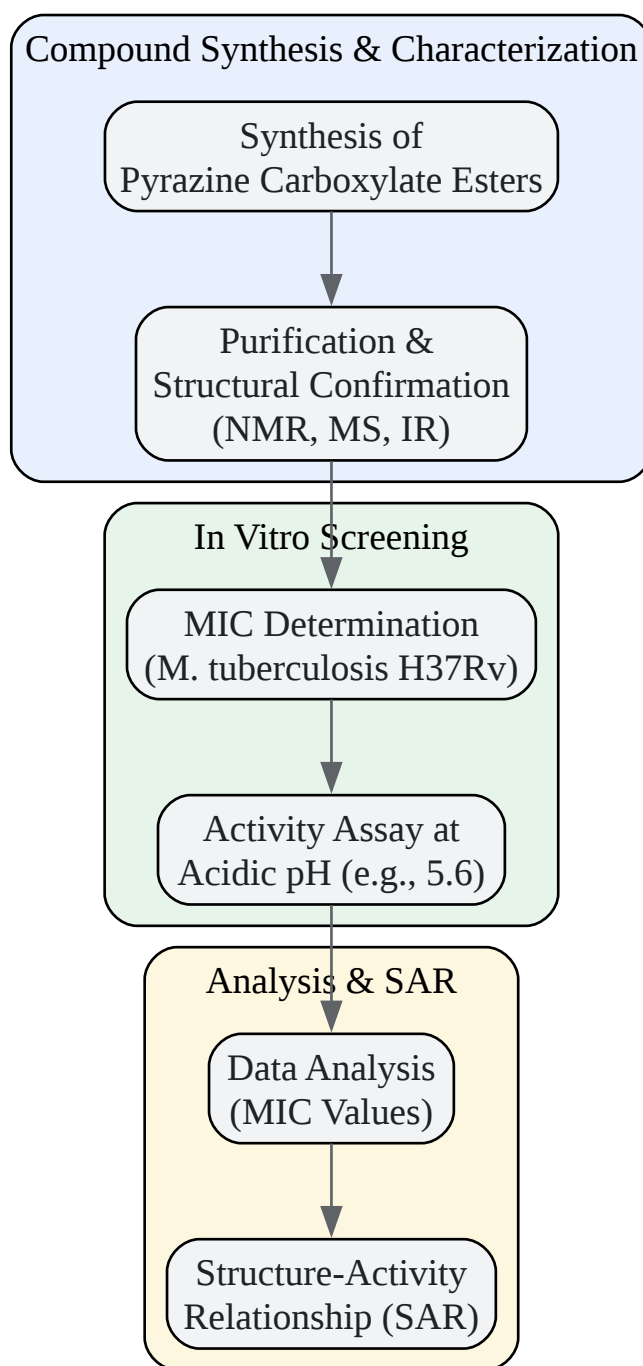 Compound Synthesis & Characterization
Synthesis of
Pyrazine Carboxylate Esters
Purification &
Structural Confirmation
(NMR, MS, IR)
In Vitro Screening
MIC Determination
(M. tuberculosis H37Rv)
Activity Assay at
Acidic pH (e.g., 5.6)
Analysis & SAR
Data Analysis
(MIC Values)
Structure-Activity
Relationship (SAR)